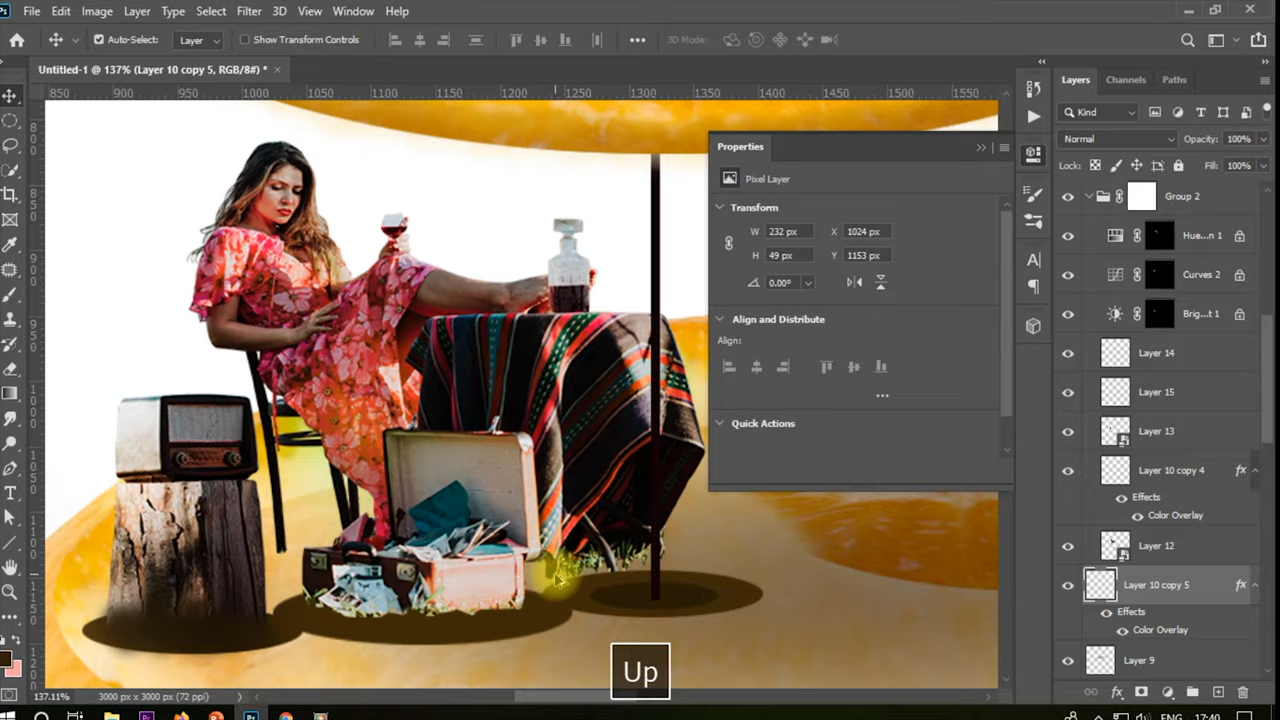 File Edit Image Layer Type Select Filter 3D View Window Help
Auto-Select: Layer Show Transform Controls 3D Mode:
Untitled-1 @ 137% (Layer 10 copy 5, RGB/8#) * ×
850 900 950 1000 1050 1100 1150 1200 1250 1300 1350 1400 1450 1500 1550
Properties
Pixel Layer
Transform
W 232 px X 1024 px
H 49 px Y 1153 px
0.00°
Align and Distribute
Align:
Quick Actions
Layers Channels Paths
Kind
Normal Opacity: 100%
Lock: Fill: 100%
Group 2
Hue...n 1
Curves 2
Brig...t 1
Layer 14
Layer 15
Layer 13
Layer 10 copy 4 fx
Effects
Color Overlay
Layer 12
Layer 10 copy 5 fx
Effects
Color Overlay
Layer 9
Up
137.11% 3000 px x 3000 px (72 ppi)
ENG 17:40